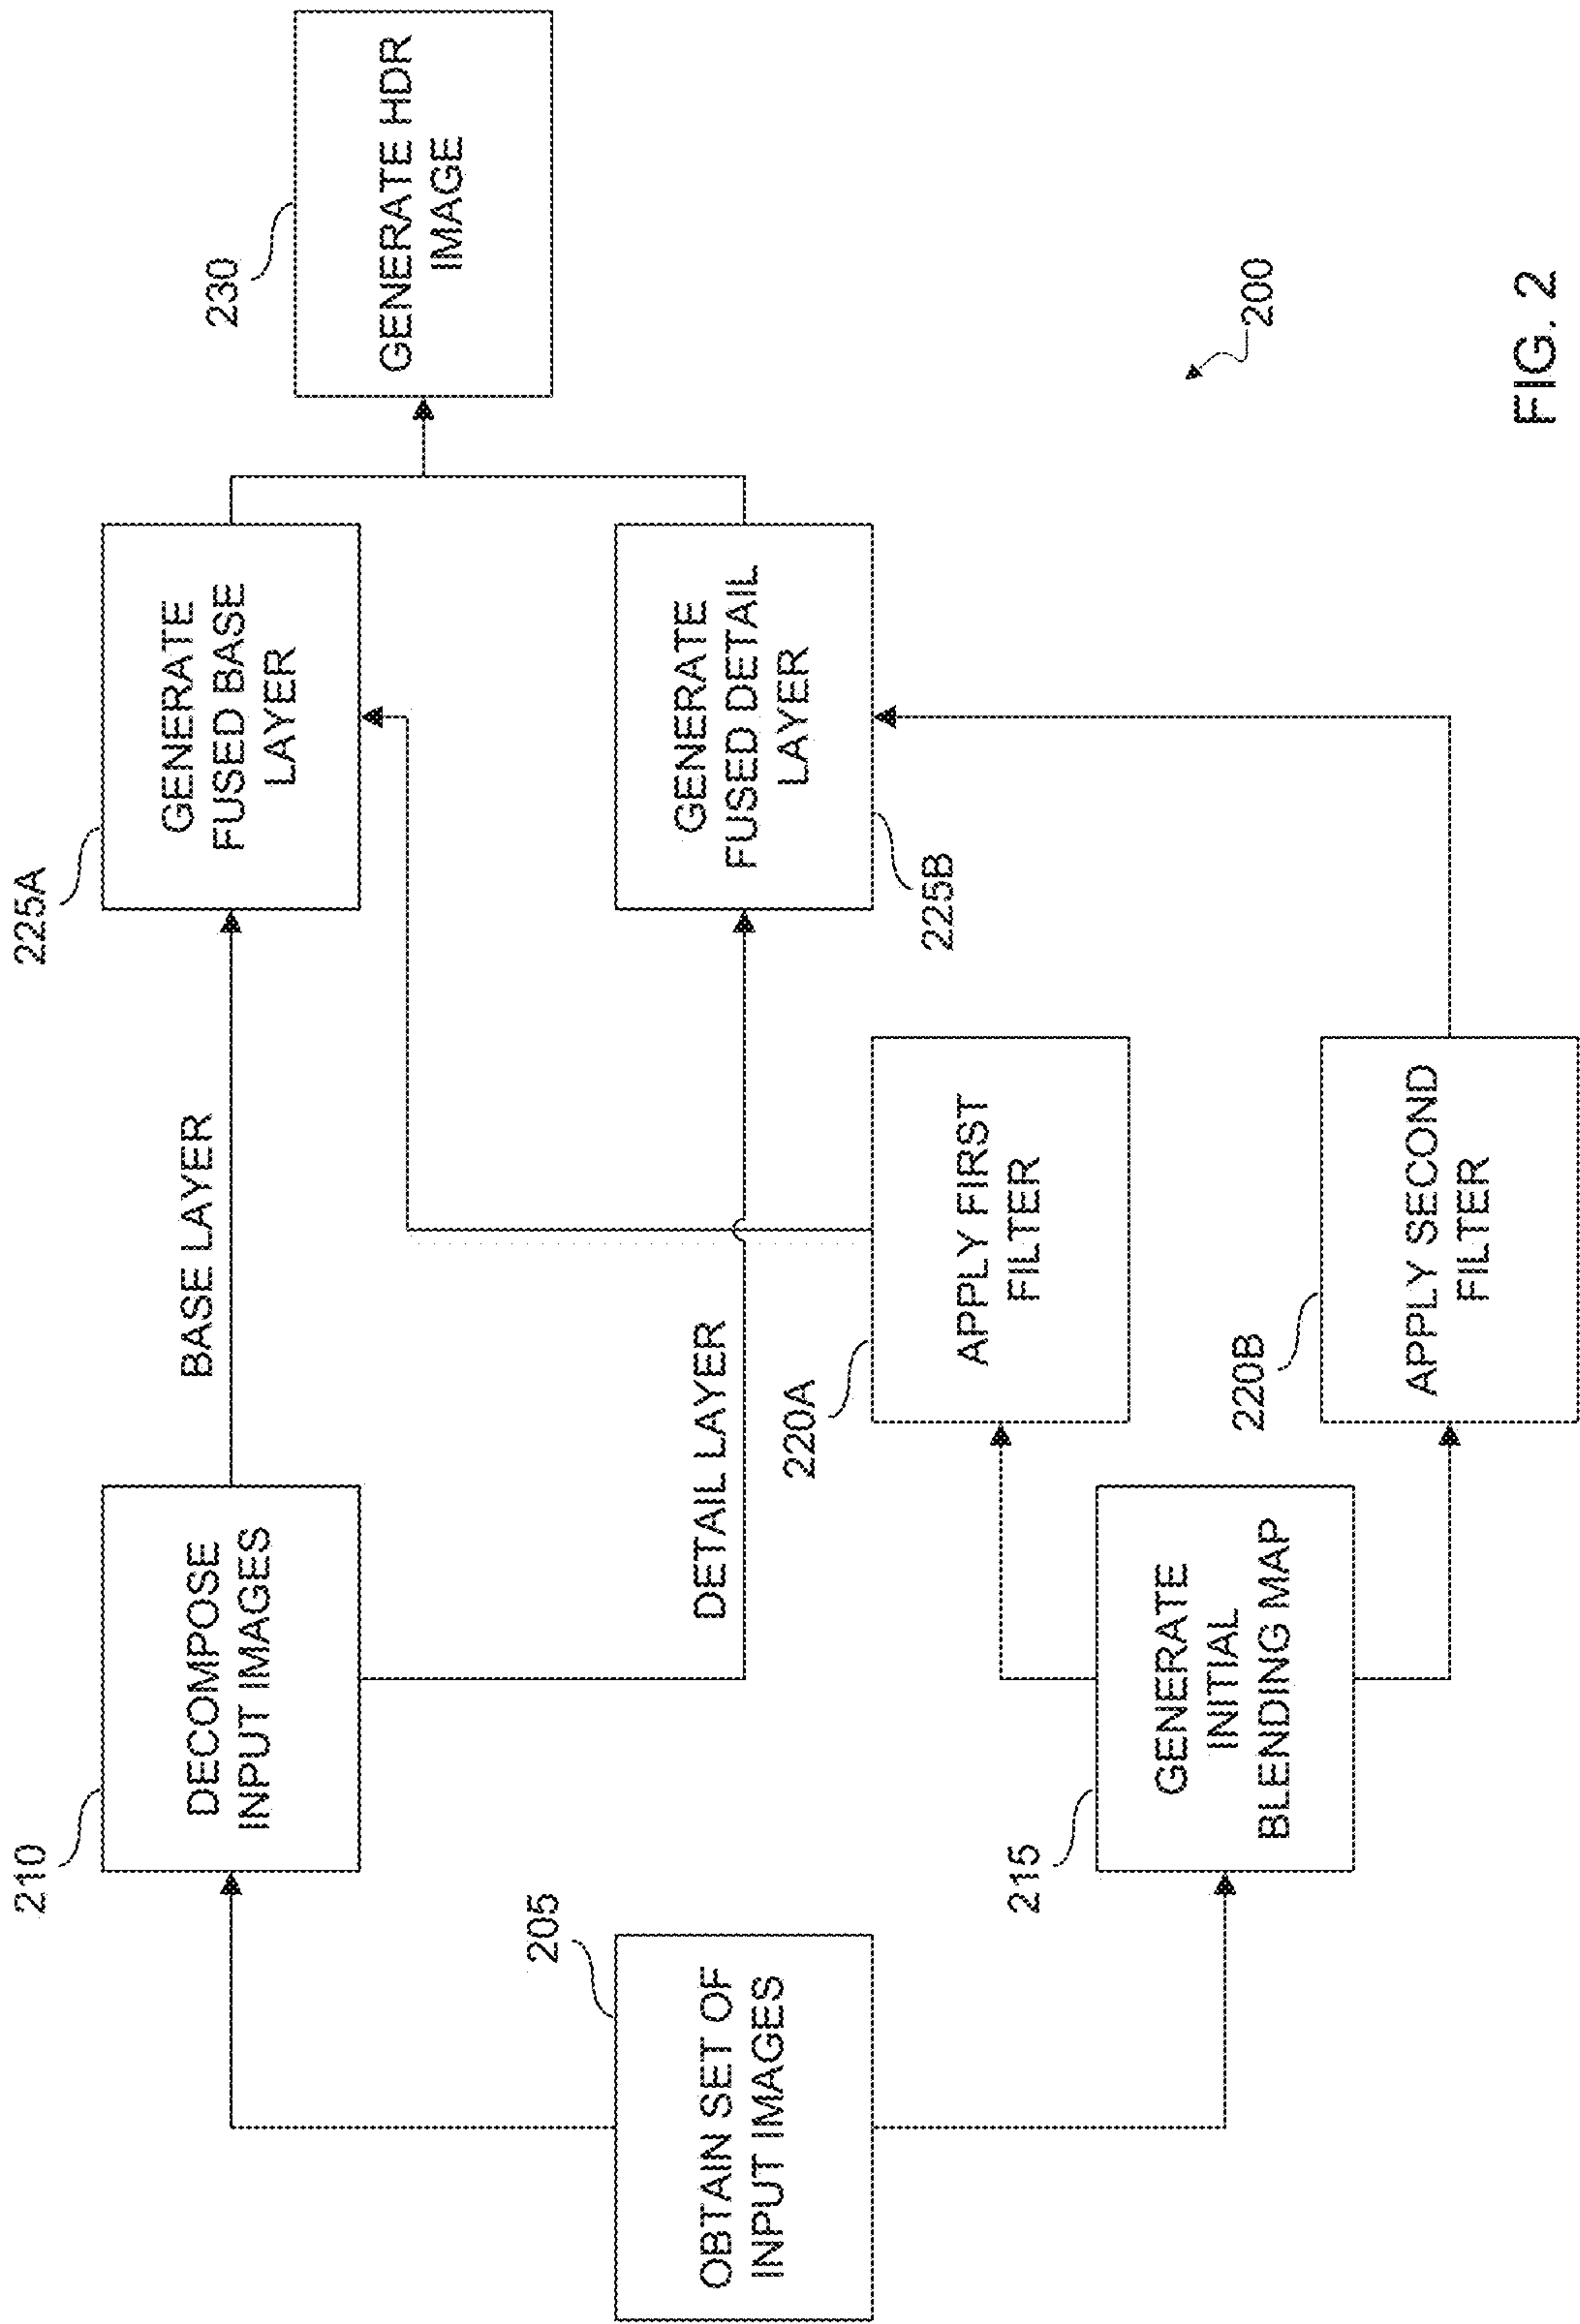 205
OBTAIN SET OF
INPUT IMAGES
210
DECOMPOSE
INPUT IMAGES
BASE LAYER
DETAIL LAYER
215
GENERATE
INITIAL
BLENDING MAP
220A
APPLY FIRST
FILTER
220B
APPLY SECOND
FILTER
225A
GENERATE
FUSED BASE
LAYER
225B
GENERATE
FUSED DETAIL
LAYER
230
GENERATE HDR
IMAGE
200
FIG. 2